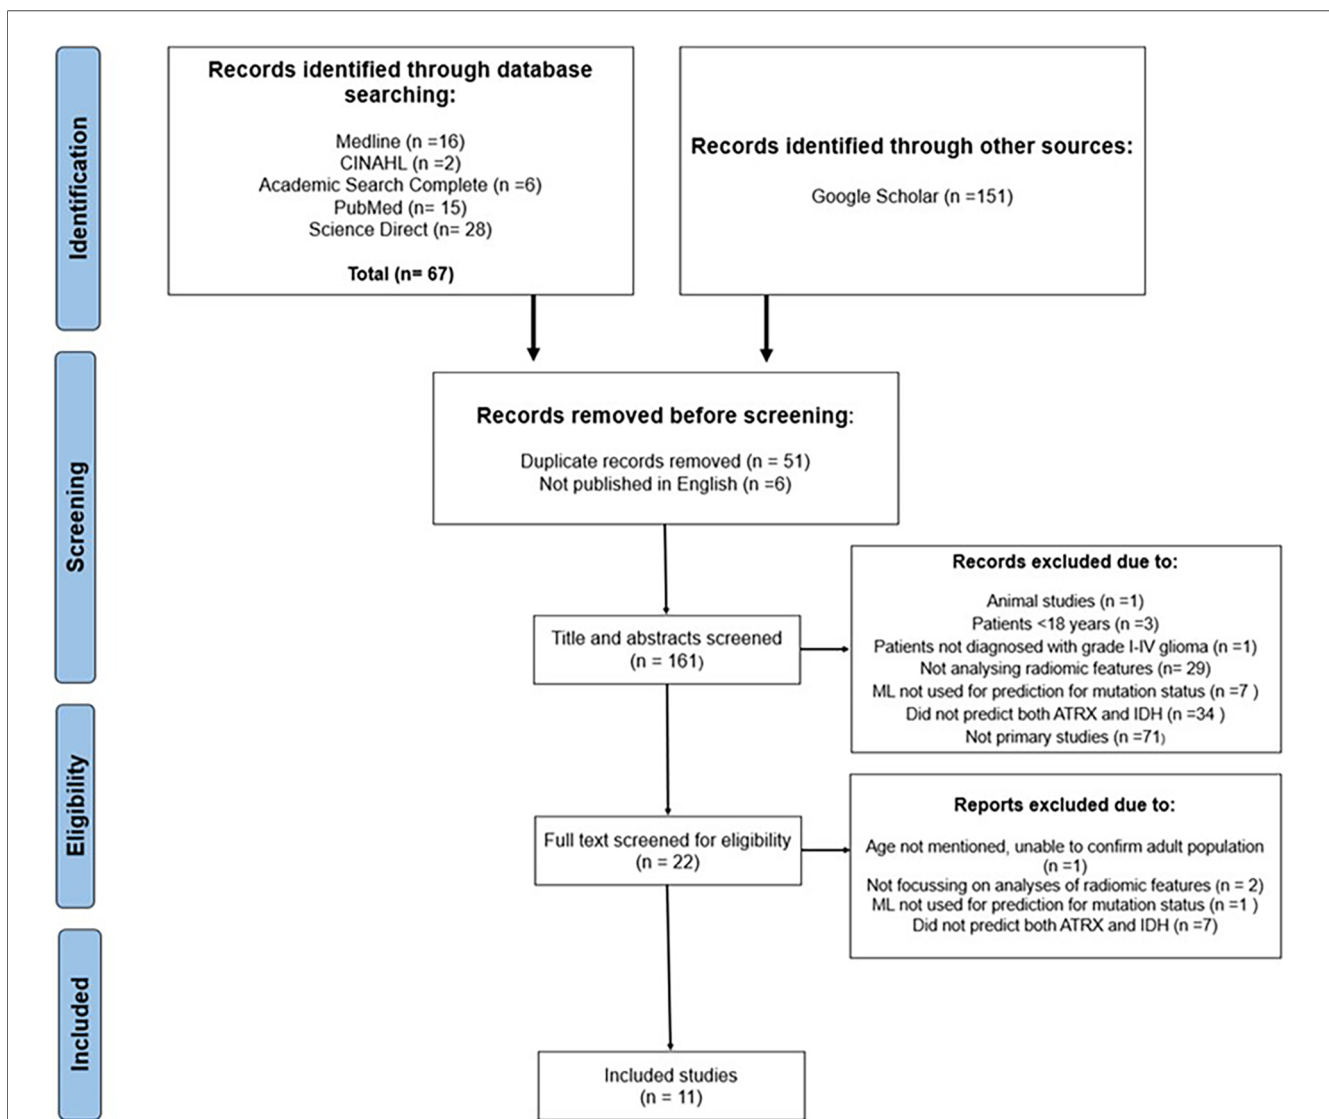 Identification
Records identified through database
searching:
Medline (n =16)
CINAHL (n =2)
Academic Search Complete (n =6)
PubMed (n= 15)
Science Direct (n= 28)
Total (n= 67)
Records identified through other sources:
Google Scholar (n =151)
Screening
Records removed before screening:
Duplicate records removed (n = 51)
Not published in English (n =6)
Title and abstracts screened
(n = 161)
Records excluded due to:
Animal studies (n =1)
Patients <18 years (n =3)
Patients not diagnosed with grade I-IV glioma (n =1)
Not analysing radiomic features (n= 29)
ML not used for prediction for mutation status (n =7 )
Did not predict both ATRX and IDH (n =34 )
Not primary studies (n =71)
Eligibility
Full text screened for eligibility
(n = 22)
Reports excluded due to:
Age not mentioned, unable to confirm adult population
(n =1)
Not focussing on analyses of radiomic features (n = 2)
ML not used for prediction for mutation status (n =1 )
Did not predict both ATRX and IDH (n =7)
Included
Included studies
(n = 11)